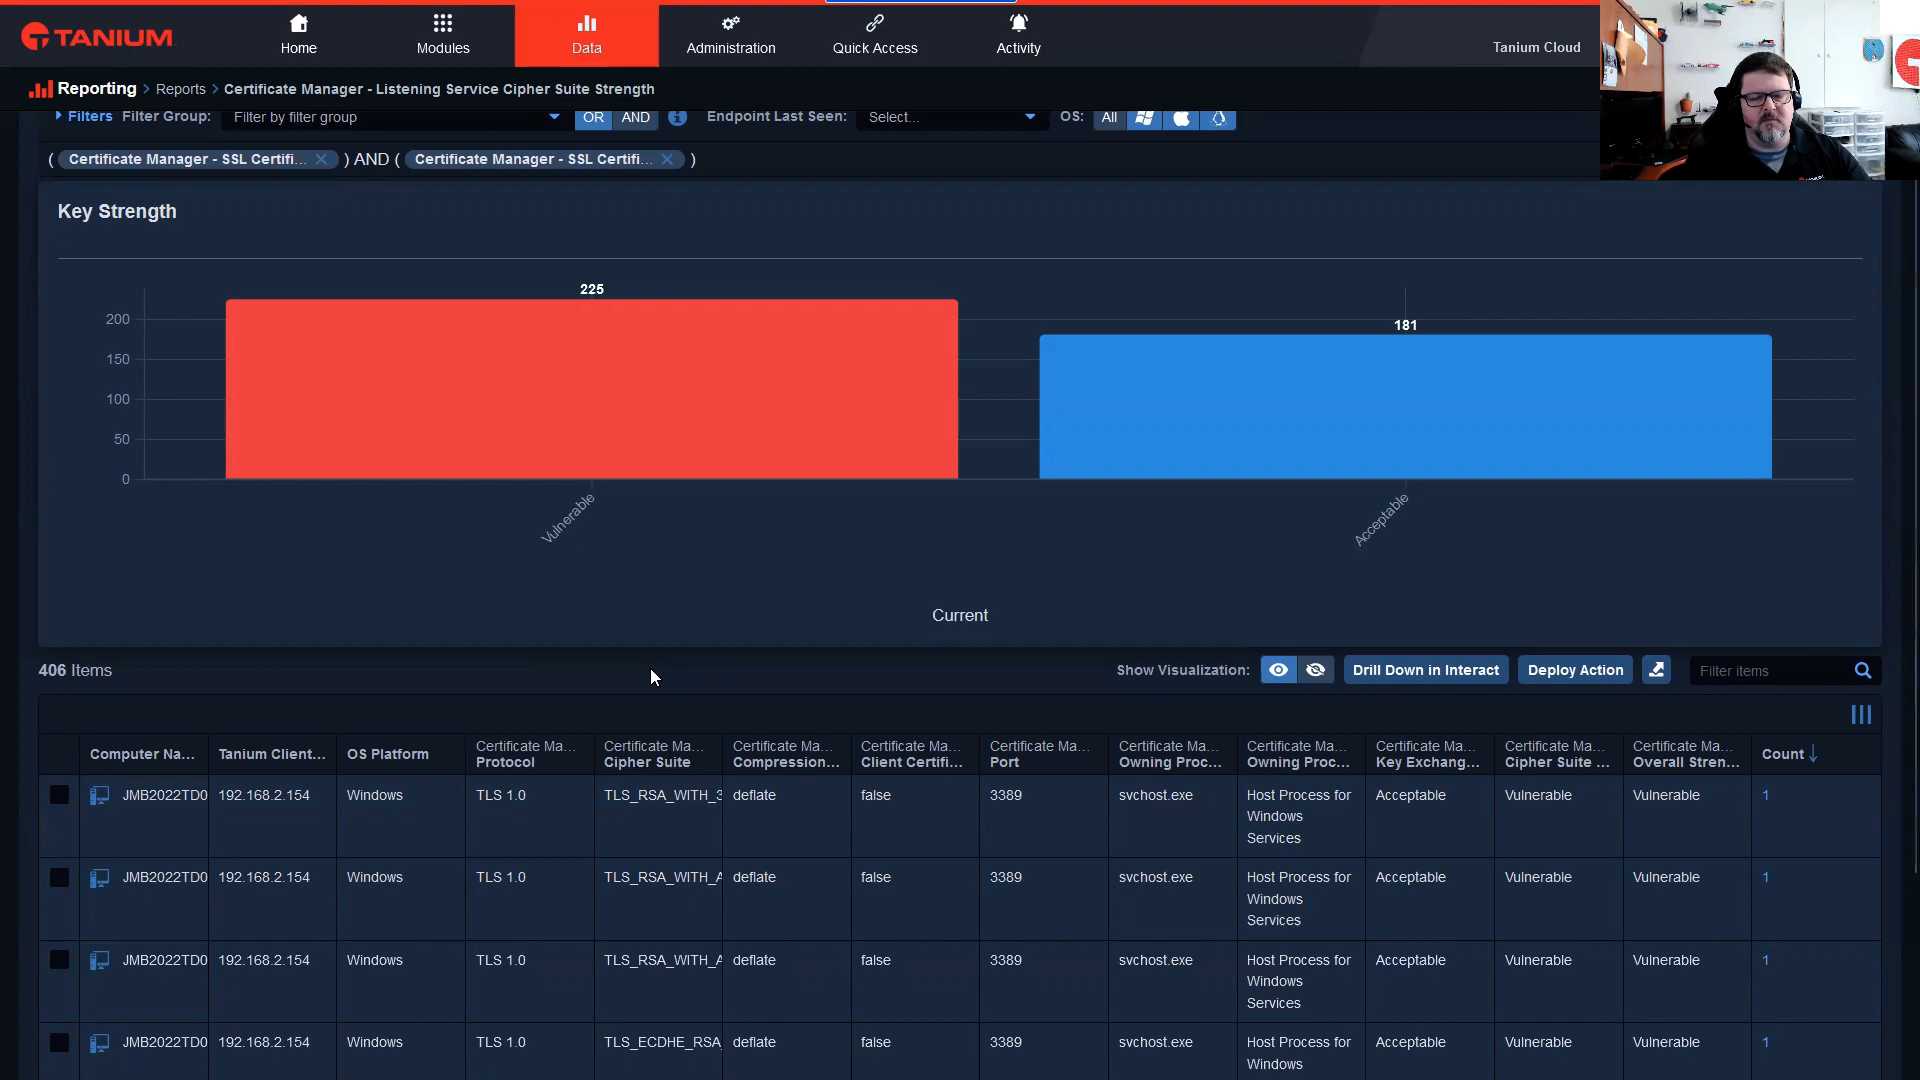 TANIUM
Home
Modules
Data
Administration
Quick Access
Activity
Tanium Cloud
Reporting > Reports > Certificate Manager - Listening Service Cipher Suite Strength
Filters Filter Group: Filter by filter group OR AND Endpoint Last Seen: Select... OS: All
( Certificate Manager - SSL Certifi... ) AND ( Certificate Manager - SSL Certifi... )
Key Strength
225
181
200
150
100
50
0
Vulnerable
Acceptable
Current
406 Items
Show Visualization: Drill Down in Interact Deploy Action Filter items
Computer Na... Tanium Client... OS Platform Certificate Ma... Protocol Certificate Ma... Cipher Suite Certificate Ma... Compression... Certificate Ma... Client Certifi... Certificate Ma... Port Certificate Ma... Owning Proc... Certificate Ma... Owning Proc... Certificate Ma... Key Exchang... Certificate Ma... Cipher Suite ... Certificate Ma... Overall Stren... Count
JMB2022TD0 192.168.2.154 Windows TLS 1.0 TLS_RSA_WITH_3 deflate false 3389 svchost.exe Host Process for Windows Services Acceptable Vulnerable Vulnerable 1
JMB2022TD0 192.168.2.154 Windows TLS 1.0 TLS_RSA_WITH_A deflate false 3389 svchost.exe Host Process for Windows Services Acceptable Vulnerable Vulnerable 1
JMB2022TD0 192.168.2.154 Windows TLS 1.0 TLS_RSA_WITH_A deflate false 3389 svchost.exe Host Process for Windows Services Acceptable Vulnerable Vulnerable 1
JMB2022TD0 192.168.2.154 Windows TLS 1.0 TLS_ECDHE_RSA_ deflate false 3389 svchost.exe Host Process for Windows Acceptable Vulnerable Vulnerable 1